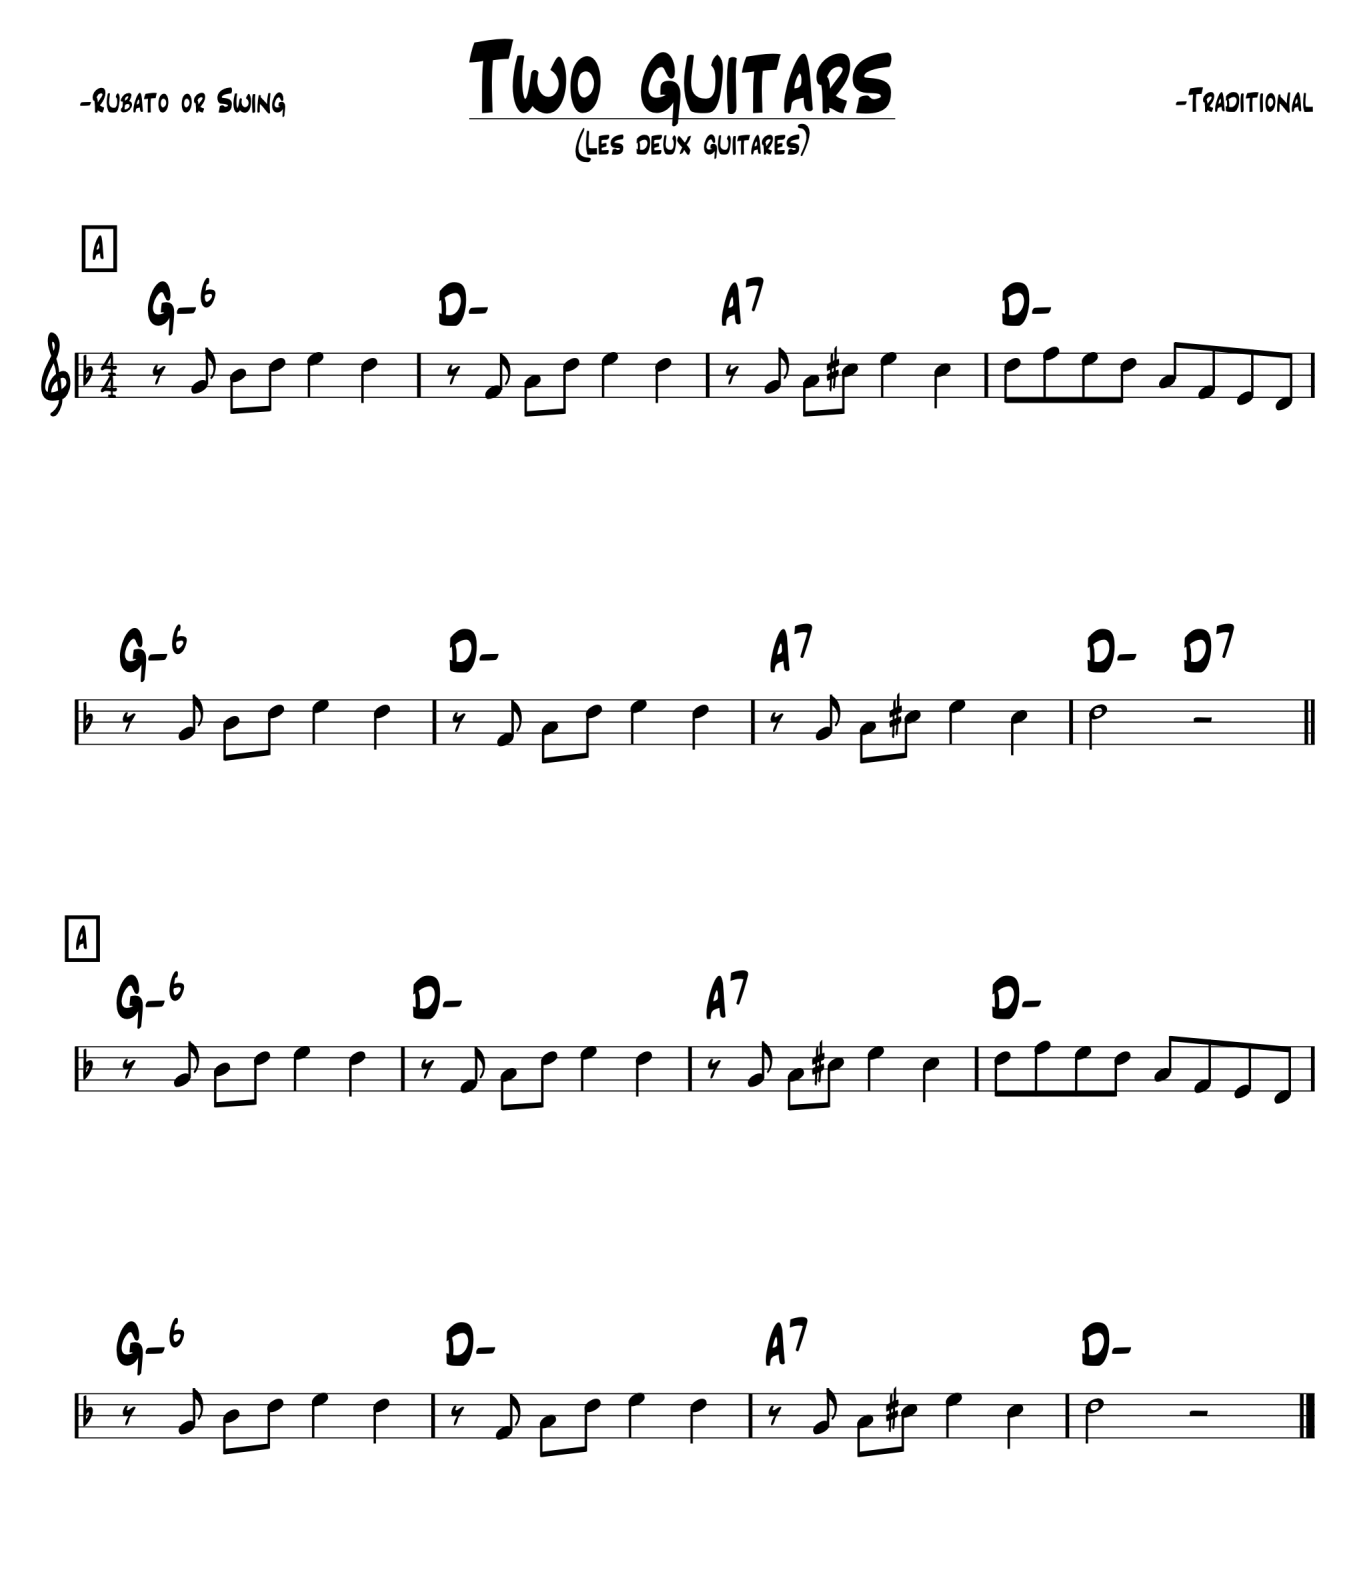 Two guitars
-Rubato or Swing
-Traditional
(Les deux guitares)
A
G-6 D- A7 D-
4
4
G-6 D- A7 D- D7
A
G-6 D- A7 D-
G-6 D- A7 D-